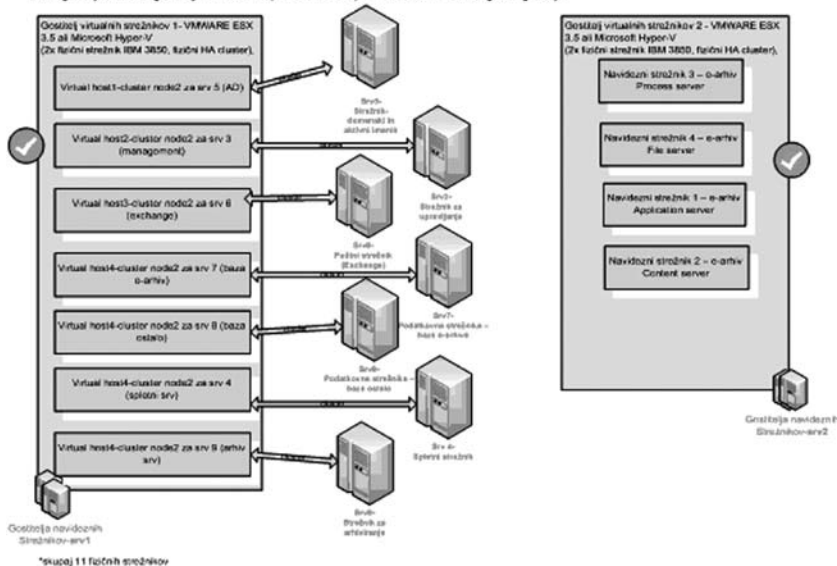 Gostitelj virtualnih strežnikov 1- VMWARE ESX
3.5 ali Microsoft Hyper-V
(2x fizični strežnik IBM 3850, fizični HA cluster),
Virtual host1-cluster node2 za srv 5 (AD)
Virtual host2-cluster node2 za srv 3
(management)
Virtual host3-cluster node2 za srv 6
(exchange)
Virtual host4-cluster node2 za srv 7 (baza
e-arhiv)
Virtual host4-cluster node2 za srv 8 (baza
ostalo)
Virtual host4-cluster node2 za srv 4
(spletni srv)
Virtual host4-cluster node2 za srv 9 (arhiv
srv)
Gostitelja navideznih
Strežnikov-srv1
*skupaj 11 fizičnih strežnikov
Srv5-
Strežnik-
domenski in
aktivni imenik
Srv3-
Strežnik za
upravljanje
Srv6-
Poštni strežnik
(Exchange)
Srv7-
Podatkovna strežnika –
baze e-arhiva
Podatkovna strežnika –
baze ostalo
Srv 4-
Spletni strežnik
Srv9-
Strežnik za
arhiviranje
Gostitelj virtualnih strežnikov 2 - VMWARE ESX
3.5 ali Microsoft Hyper-V
(2x fizični strežnik IBM 3850, fizični HA cluster),
Navidezni strežnik 3 – e-arhiv
Process server
Navidezni strežnik 4 – e-arhiv
File server
Navidezni strežnik 1 – e-arhiv
Application server
Navidezni strežnik 2 – e-arhiv
Content server
Gostitelja navideznih
Strežnikov-srv2